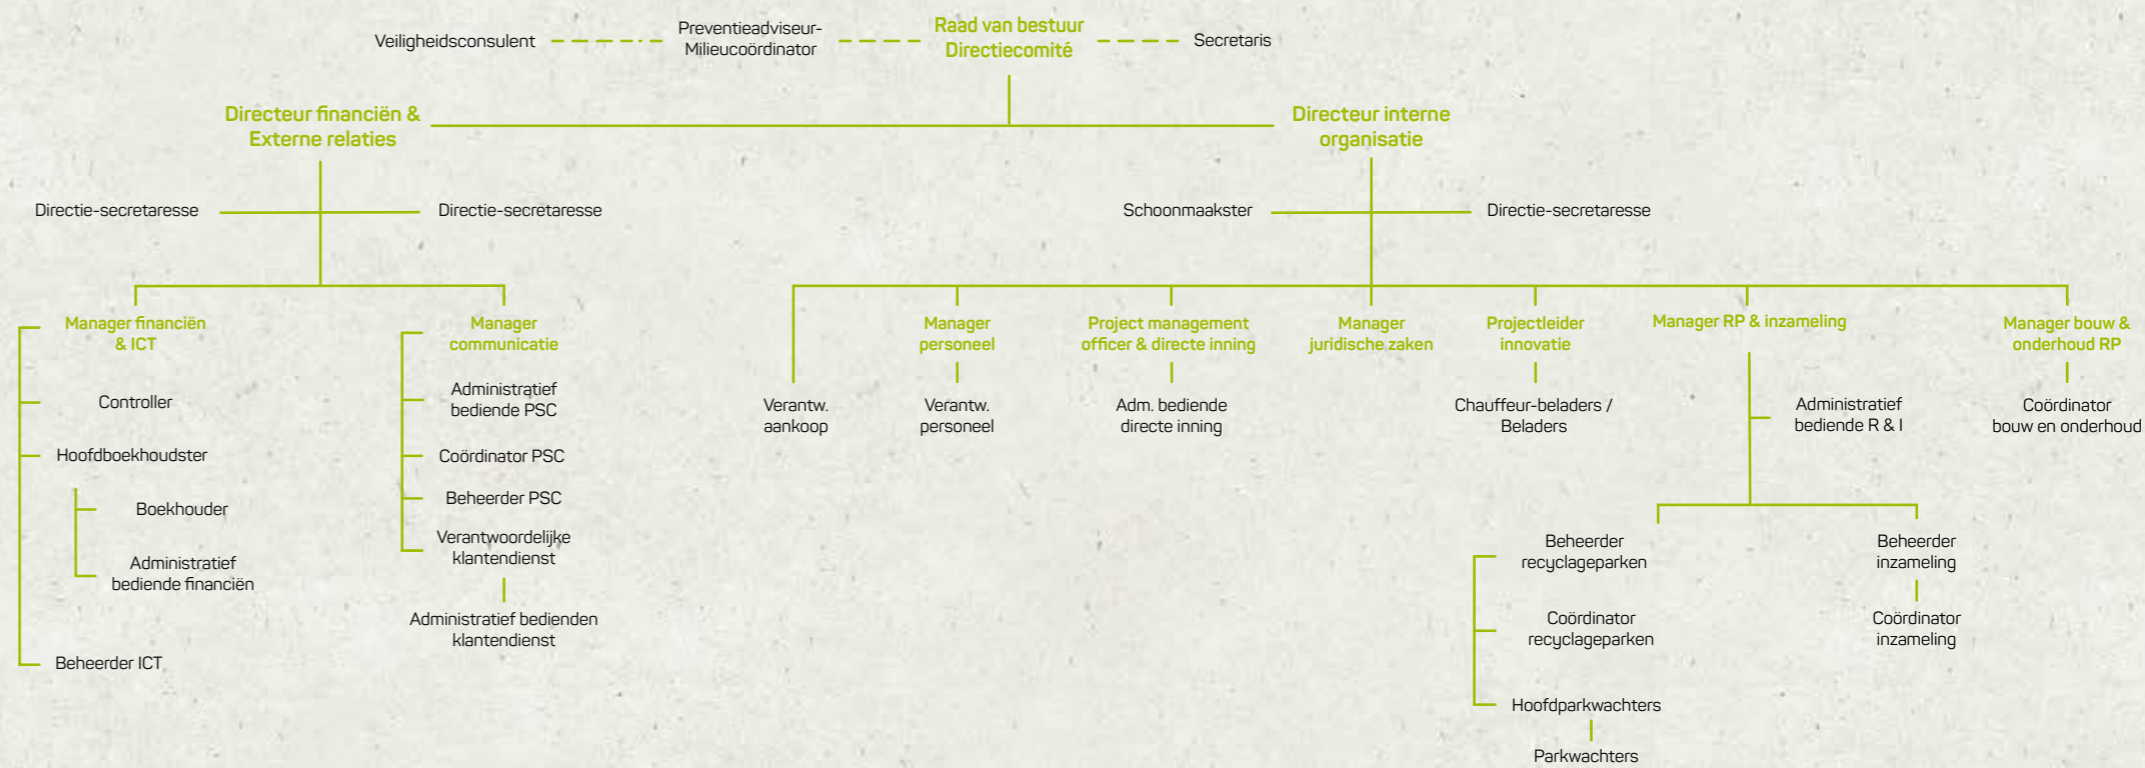 Veiligheidsconsulent
Preventieadviseur-
Milieucoördinator
Raad van bestuur
Directiecomité
Secretaris
Directeur financiën &
Externe relaties
Directeur interne
organisatie
Directie-secretaresse
Directie-secretaresse
Schoonmaakster
Directie-secretaresse
Manager financiën
& ICT
Controller
Hoofdboekhoudster
Boekhouder
Administratief
bediende financiën
Beheerder ICT
Manager
communicatie
Administratief
bediende PSC
Coördinator PSC
Beheerder PSC
Verantwoordelijke
klantendienst
Administratief bedienden
klantendienst
Verantw.
aankoop
Manager
personeel
Verantw.
personeel
Project management
officer & directe inning
Adm. bediende
directe inning
Manager
juridische zaken
Projectleider
innovatie
Chauffeur-beladers /
Beladers
Manager RP & inzameling
Administratief
bediende R & I
Beheerder
recyclageparken
Coördinator
recyclageparken
Hoofdparkwachters
Parkwachters
Beheerder
inzameling
Coördinator
inzameling
Manager bouw &
onderhoud RP
Coördinator
bouw en onderhoud